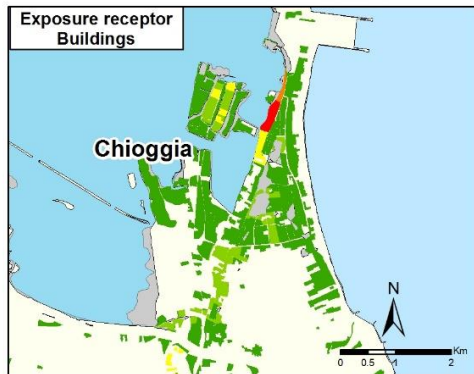 Exposure receptor
Buildings
Chioggia
N
Km
0 0.5 1 2